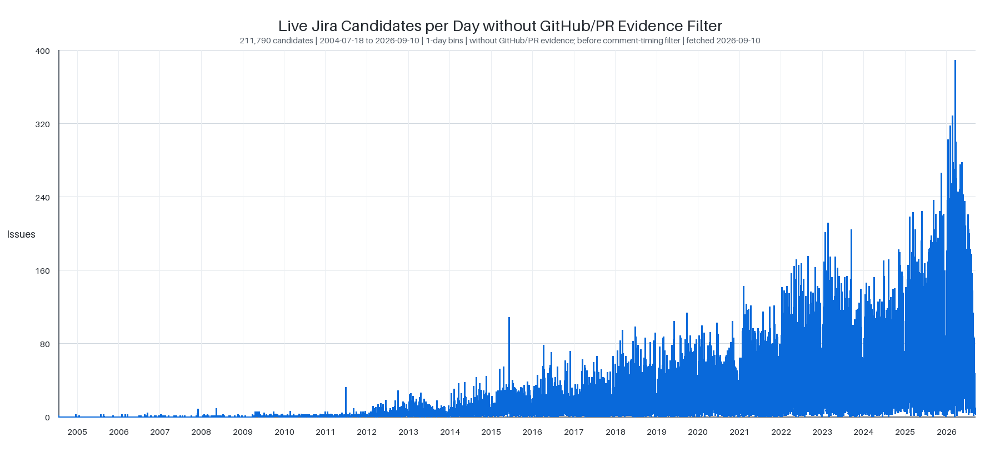 Live Jira Candidates per Day without GitHub/PR Evidence Filter
211,790 candidates | 2004-07-18 to 2026-09-10 | 1-day bins | without GitHub/PR evidence; before comment-timing filter | fetched 2026-09-10
400
320
240
Issues
160
80
0
2005 2006 2007 2008 2009 2010 2011 2012 2013 2014 2015 2016 2017 2018 2019 2020 2021 2022 2023 2024 2025 2026